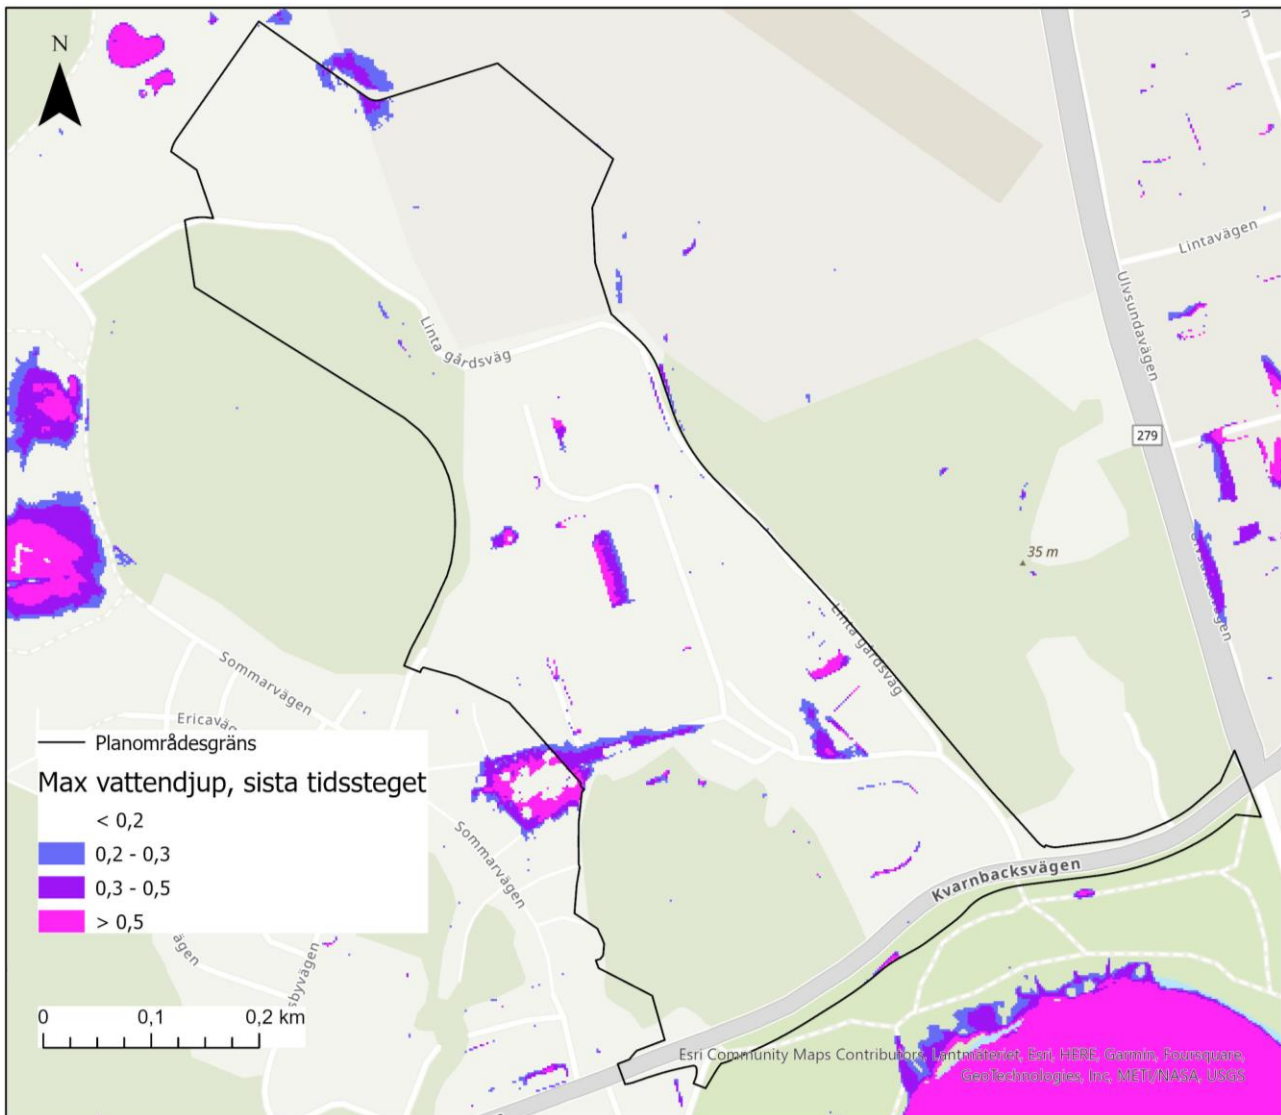 N
Lintavägen
Ulvsundavägen
Linta gårdsväg
279
35 m
Linta gårdsväg
Sommarvägen
Planområdesgräns
Max vattendjup, sista tidssteget
< 0,2
0,2 - 0,3
0,3 - 0,5
> 0,5
Sommarvägen
Kvarnbacksvägen
0 0,1 0,2 km
Esri Community Maps Contributors, Lantmäteriet, Esri, HERE, Garmin, Foursquare,
GeoTechnologies, Inc, METI/NASA, USGS